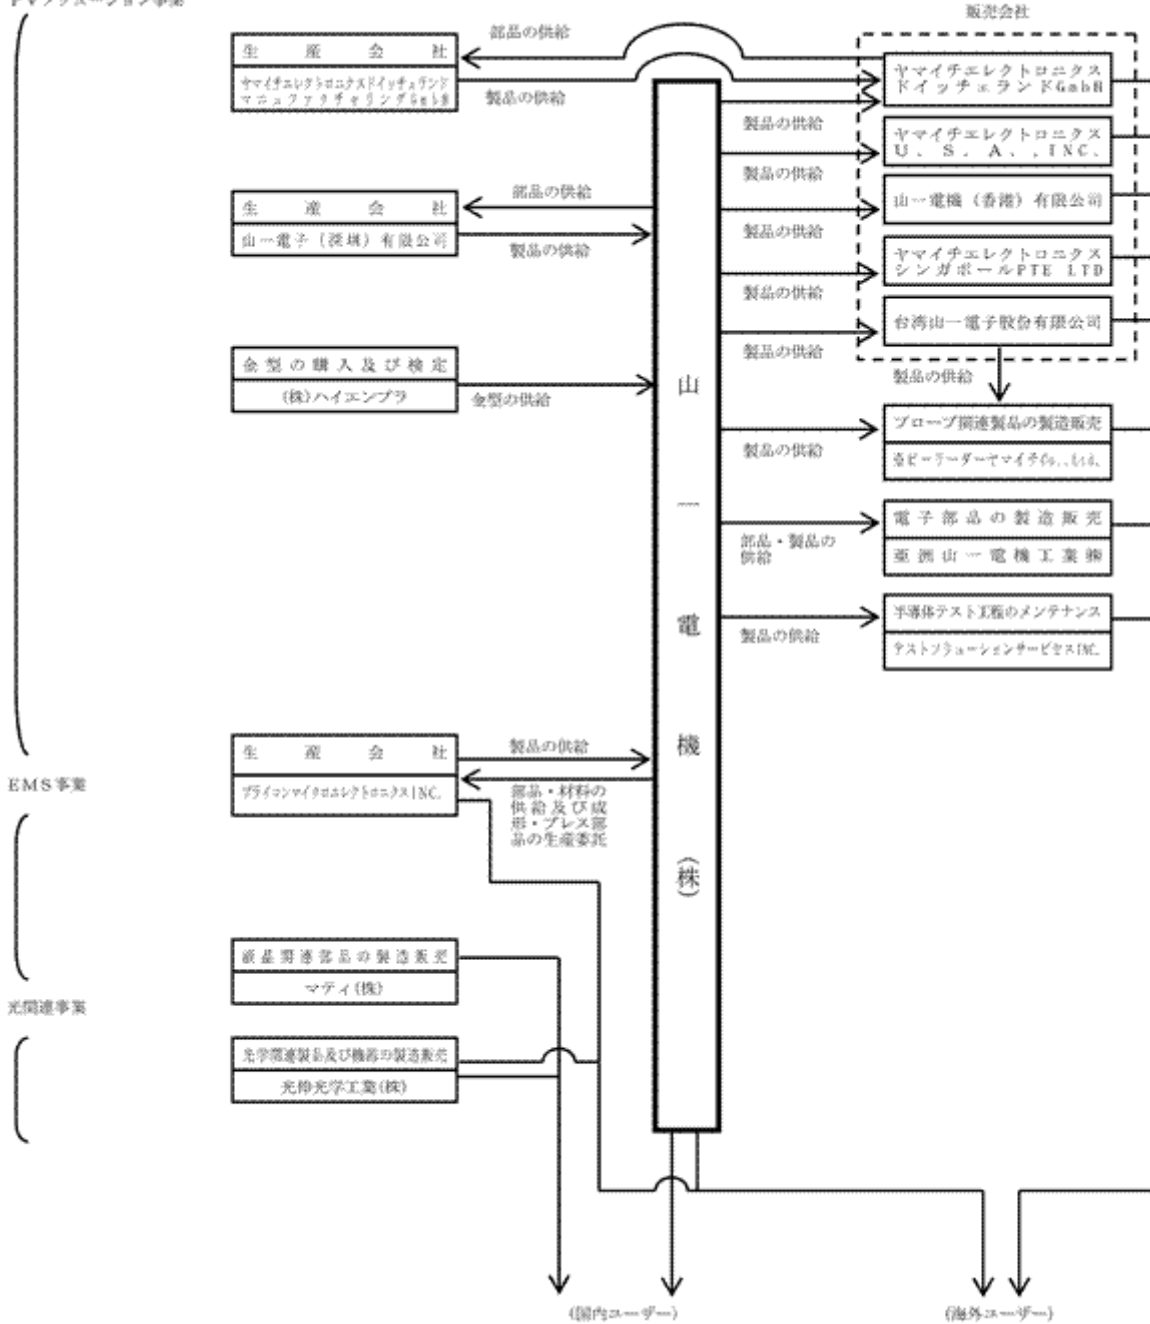 販売会社
部品の供給
生産会社
ヤマイチエレクトロニクスドイッチェランド
マニュファクチャリングGmbH
製品の供給
ヤマイチエレクトロニクス
ドイッチェランドGmbH
製品の供給
ヤマイチエレクトロニクス
U.S.A.,INC.
製品の供給
部品の供給
生産会社
山一電子(深圳)有限公司
製品の供給
山一電機(香港)有限公司
製品の供給
ヤマイチエレクトロニクス
シンガポールPTE LTD
製品の供給
台湾山一電子股份有限公司
製品の供給
製品の供給
金型の購入及び検定
(株)ハイエンプラ
金型の供給
プローブ関連製品の製造販売
製品の供給
電子部品の製造販売
亜洲山一電機工業㈱
部品・製品の
供給
半導体テスト工程のメンテナンス
テストソリューションサービセスINC.
製品の供給
山一電機(株)
生産会社
プライコンマイクロエレクトロニクスINC.
製品の供給
部品・材料の
供給及び成
形・プレス部
品の生産委託
EMS事業
液晶関連部品の製造販売
マティ(株)
光関連事業
光学関連製品及び機器の製造販売
光伸光学工業(株)
(国内ユーザー)
(海外ユーザー)